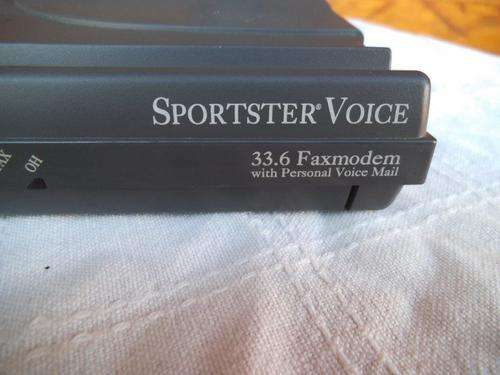 SPORTSTER® VOICE
33.6 Faxmodem
with Personal Voice Mail
OH